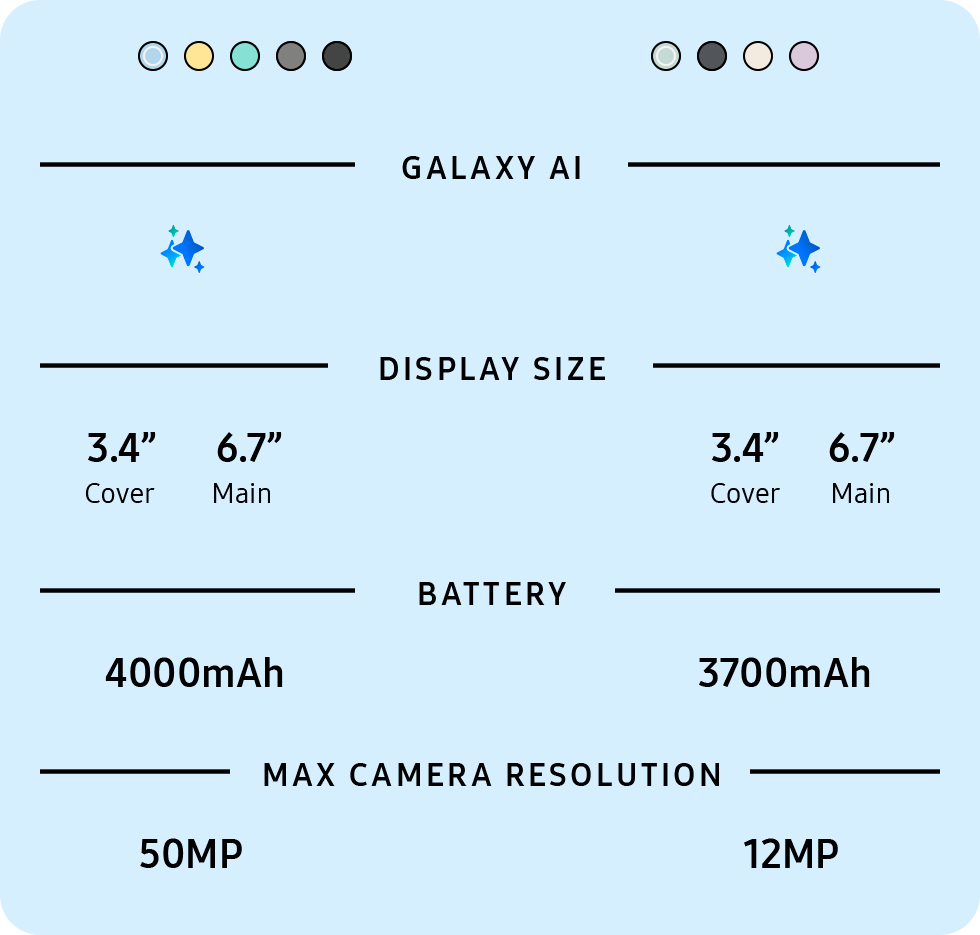 GALAXY AI
DISPLAY SIZE
3.4” 6.7” 3.4” 6.7”
Cover Main Cover Main
BATTERY
4000mAh 3700mAh
MAX CAMERA RESOLUTION
50MP 12MP